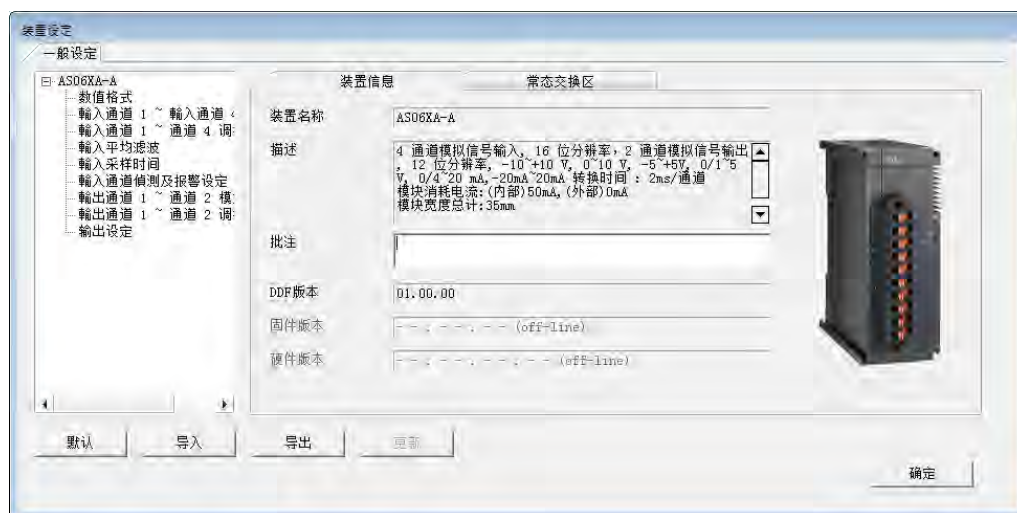 装置设定
一般设定
AS06XA-A
数值格式
輸入通道 1 ~ 輸入通道 4
輸入通道 1 ~ 通道 4 调
輸入平均滤波
輸入采样时间
輸入通道偵测及报警设定
輸出通道 1 ~ 通道 2 模
輸出通道 1 ~ 通道 2 调
输出设定
装置信息
常态交换区
装置名称
AS06XA-A
描述
4 通道模拟信号输入, 16 位分辨率, 2 通道模拟信号输出
, 12 位分辨率, -10~+10 V, 0~10 V, -5~+5V, 0/1~5
V, 0/4~20 mA,-20mA~20mA 转换时间 : 2ms/通道
模块消耗电流:(内部)50mA,(外部)0mA
模块宽度总计:35mm
批注
DDF版本
01.00.00
固件版本
- - . - - . - - (off-line)
硬件版本
- - . - - . - - . - - (off-line)
默认
导入
导出
更新
确定